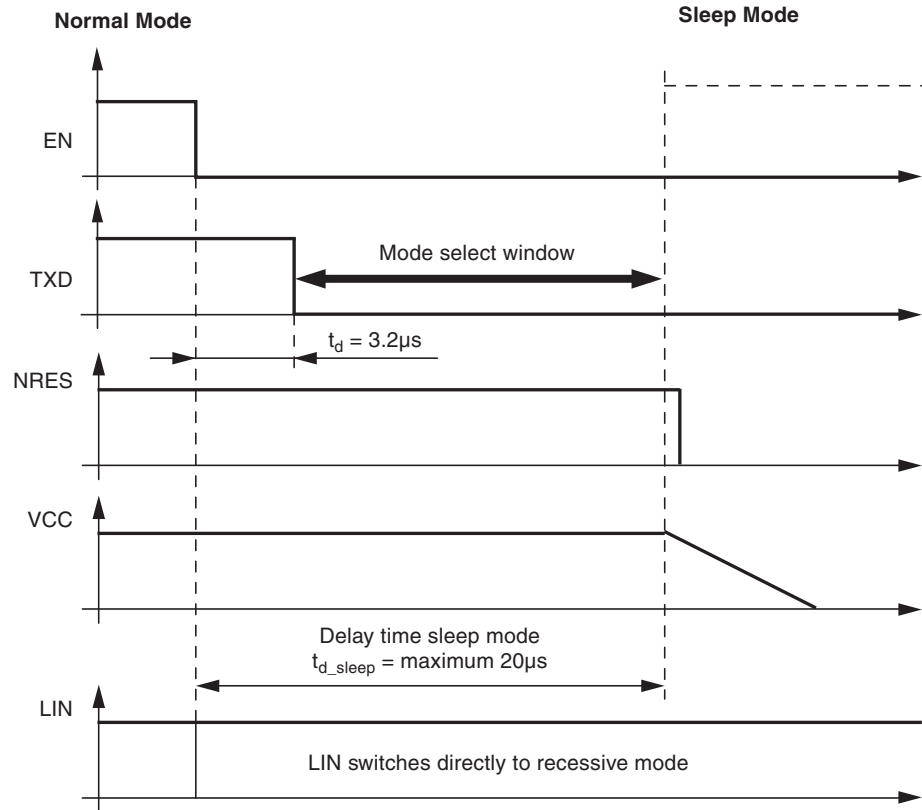 Normal Mode
Sleep Mode
EN
TXD
Mode select window
t_d = 3.2µs
NRES
VCC
Delay time sleep mode
t_d_sleep = maximum 20µs
LIN
LIN switches directly to recessive mode